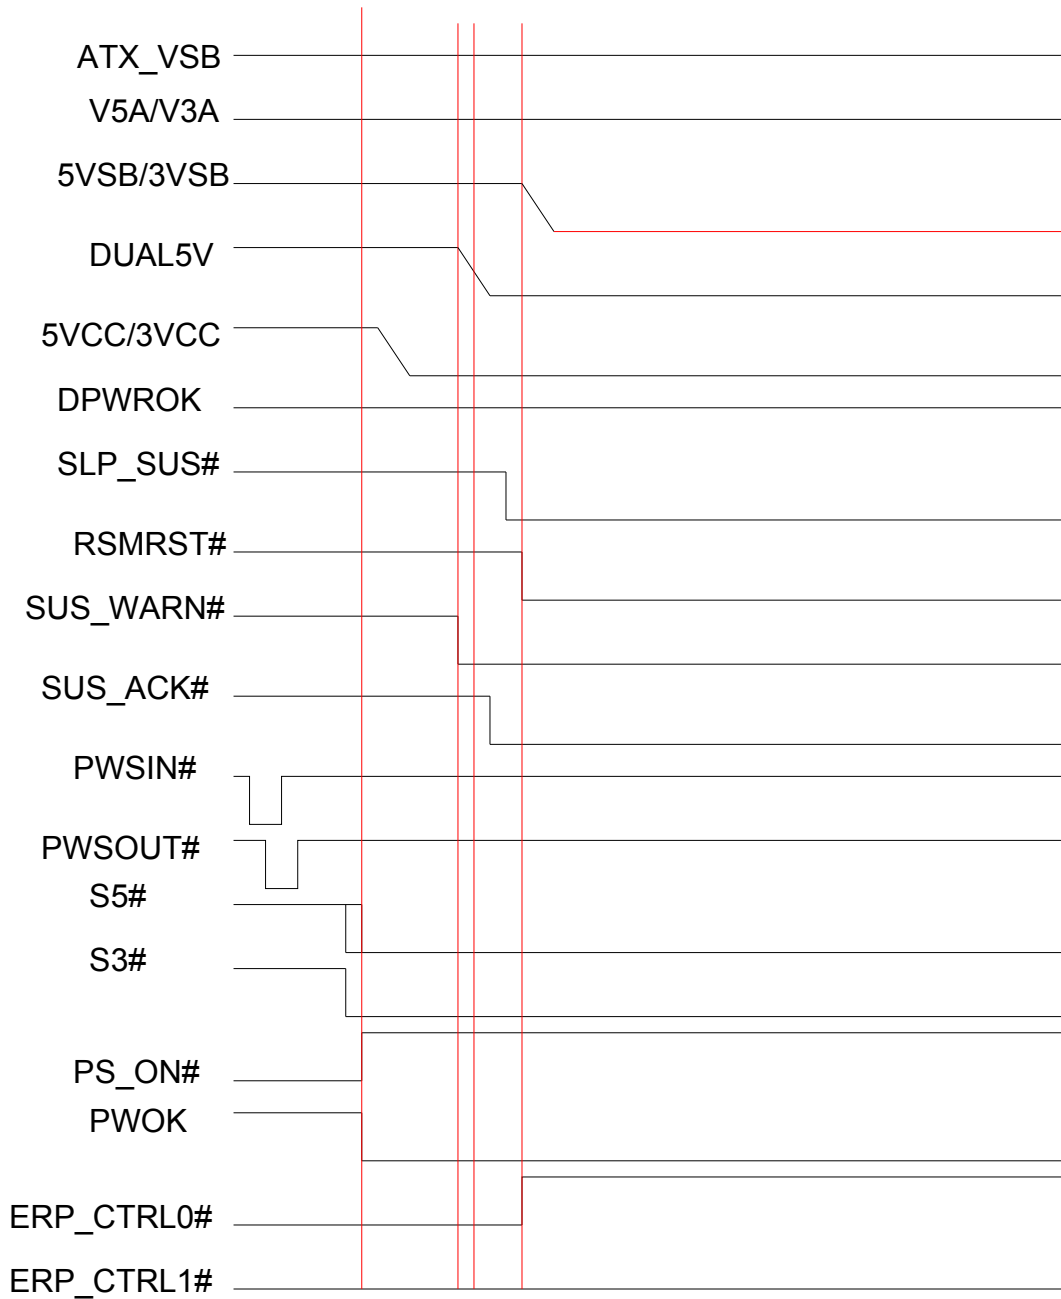 ATX_VSB
V5A/V3A
5VSB/3VSB
DUAL5V
5VCC/3VCC
DPWROK
SLP_SUS#
RSMRST#
SUS_WARN#
SUS_ACK#
PWSIN#
PWSOUT#
S5#
S3#
PS_ON#
PWOK
ERP_CTRL0#
ERP_CTRL1#